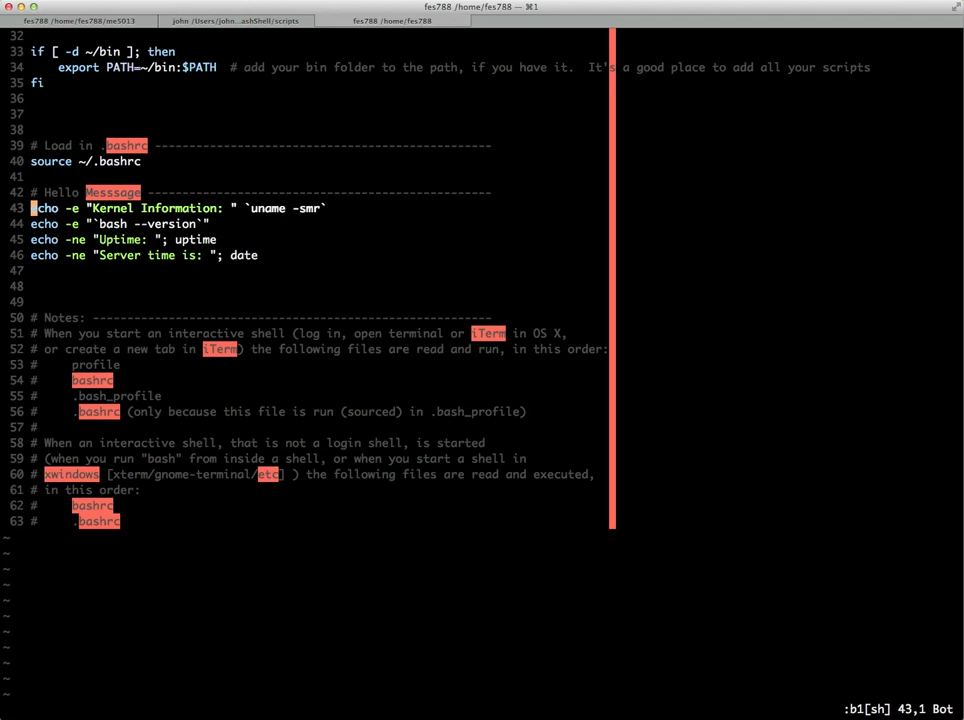 fes788 /home/fes788 — ⌘1
fes788 /home/fes788/me5013
john /Users/john...ashShell/scripts
fes788 /home/fes788
32
33 if [ -d ~/bin ]; then
34     export PATH=~/bin:$PATH  # add your bin folder to the path, if you have it.  It's a good place to add all your scripts
35 fi
36
37
38
39 # Load in .bashrc -------------------------------------------------
40 source ~/.bashrc
41
42 # Hello Messsage --------------------------------------------------
43 echo -e "Kernel Information: " `uname -smr`
44 echo -e "`bash --version`"
45 echo -ne "Uptime: "; uptime
46 echo -ne "Server time is: "; date
47
48
49
50 # Notes: ----------------------------------------------------------
51 # When you start an interactive shell (log in, open terminal or iTerm in OS X,
52 # or create a new tab in iTerm) the following files are read and run, in this order:
53 #     profile
54 #     bashrc
55 #     .bash_profile
56 #     .bashrc (only because this file is run (sourced) in .bash_profile)
57 #
58 # When an interactive shell, that is not a login shell, is started
59 # (when you run "bash" from inside a shell, or when you start a shell in
60 # xwindows [xterm/gnome-terminal/etc] ) the following files are read and executed,
61 # in this order:
62 #     bashrc
63 #     .bashrc
~
~
~
~
~
~
~
~
~
~
~
:b1[sh] 43,1 Bot